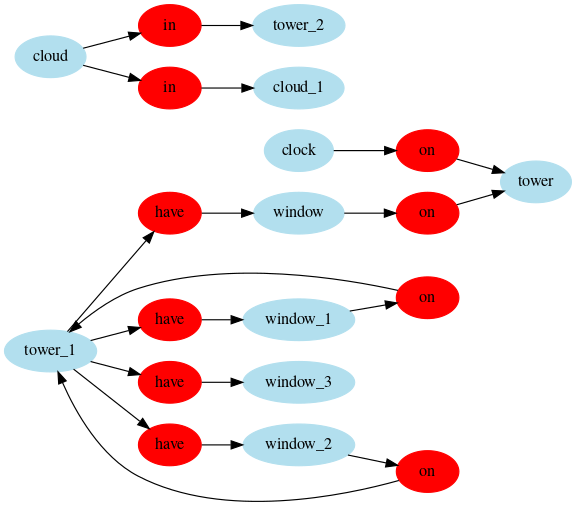 in
tower_2
cloud
in
cloud_1
clock
on
tower
have
window
on
on
have
window_1
tower_1
have
window_3
have
window_2
on